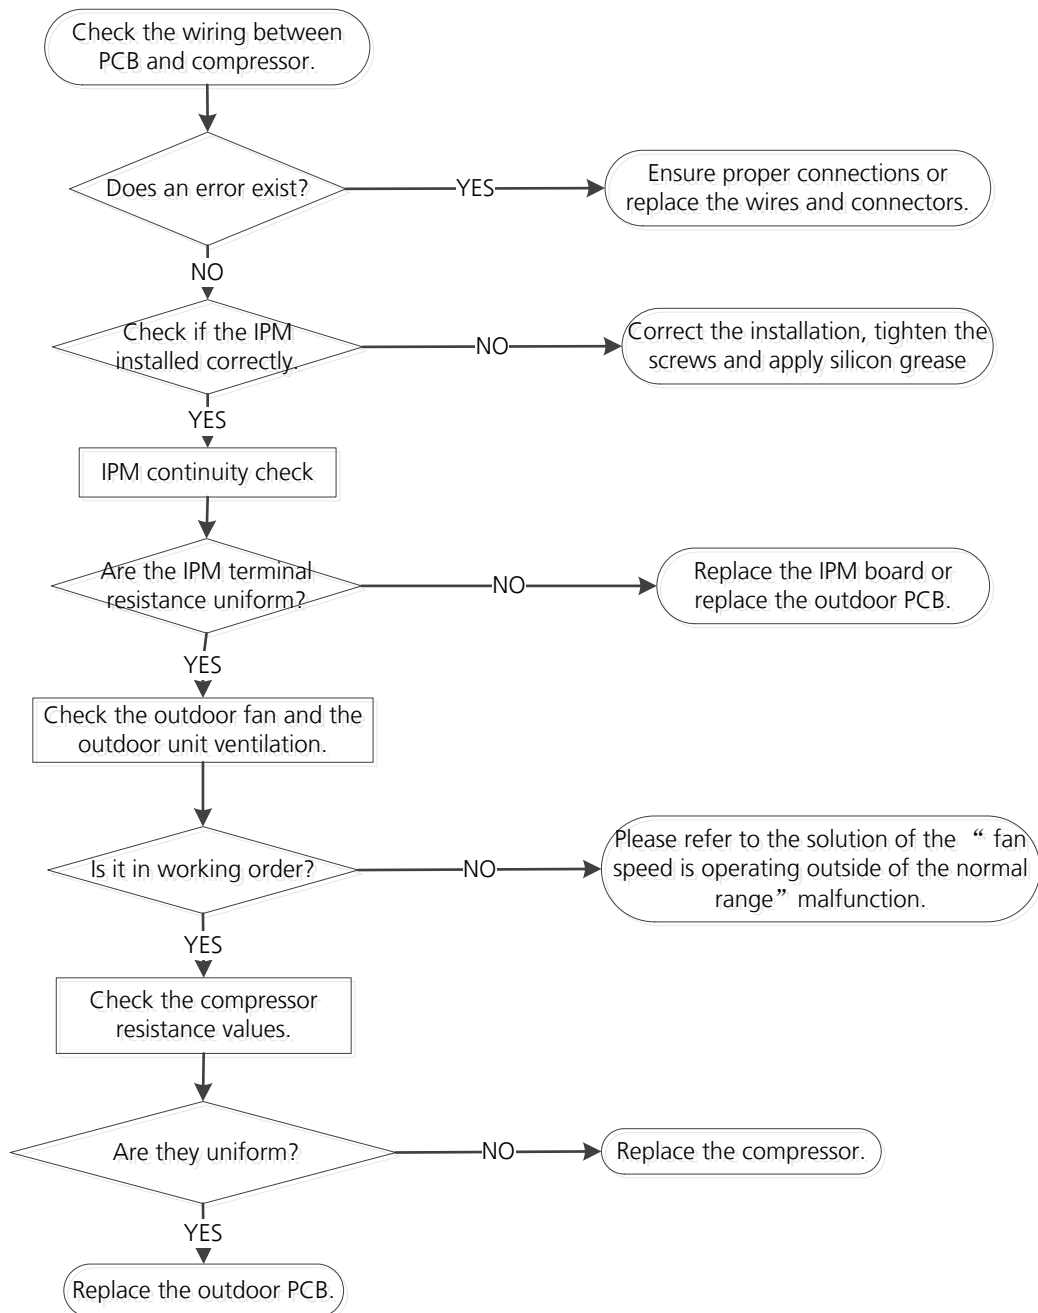 Check the wiring between
PCB and compressor.
Does an error exist?
YES
Ensure proper connections or
replace the wires and connectors.
NO
Check if the IPM
installed correctly.
NO
Correct the installation, tighten the
screws and apply silicon grease
YES
IPM continuity check
Are the IPM terminal
resistance uniform?
NO
Replace the IPM board or
replace the outdoor PCB.
YES
Check the outdoor fan and the
outdoor unit ventilation.
Is it in working order?
NO
Please refer to the solution of the “ fan
speed is operating outside of the normal
range” malfunction.
YES
Check the compressor
resistance values.
Are they uniform?
NO
Replace the compressor.
YES
Replace the outdoor PCB.